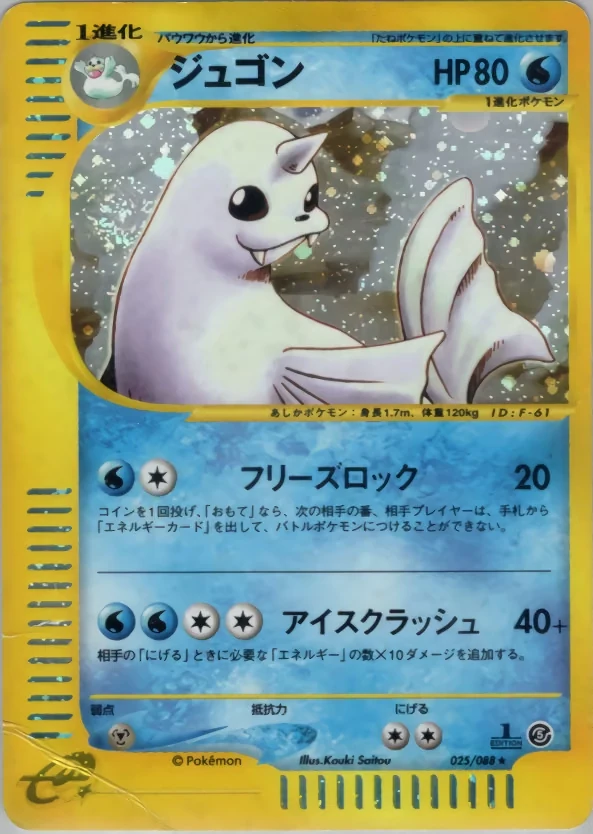 1進化
パウワウから進化
「たねポケモン」の上に重ねて進化させます
ジュゴン
HP80
1進化ポケモン
あしかポケモン：身長1.7m、体重120kg ID:F-61
フリーズロック 20
コインを1回投げ、「おもて」なら、次の相手の番、相手プレイヤーは、手札から
「エネルギーカード」を出して、バトルポケモンにつけることができない。
アイスクラッシュ 40+
相手の「にげる」ときに必要な「エネルギー」の数×10ダメージを追加する。
弱点 抵抗力 にげる
1
EDITION
5
© Pokémon Illus.Kouki Saitou 025/088 ★
e